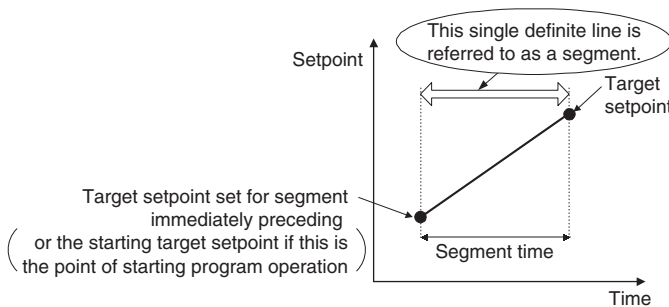 This single definite line is
referred to as a segment.
Setpoint
Target
setpoint
Target setpoint set for segment
immediately preceding
or the starting target setpoint if this is
the point of starting program operation
Segment time
Time